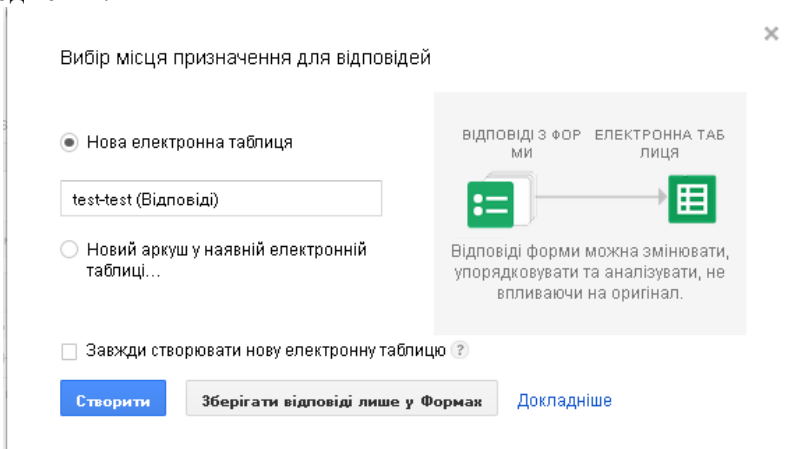 Вибір місця призначення для відповідей
Нова електронна таблиця
test-test (Відповіді)
Новий аркуш у наявній електронній
таблиці...
ВІДПОВІДІ З ФОР
МИ
ЕЛЕКТРОННА ТАБ
ЛИЦЯ
Відповіді форми можна змінювати,
упорядковувати та аналізувати, не
впливаючи на оригінал.
Завжди створювати нову електронну таблицю ?
Створити
Зберігати відповіді лише у Формах
Докладніше